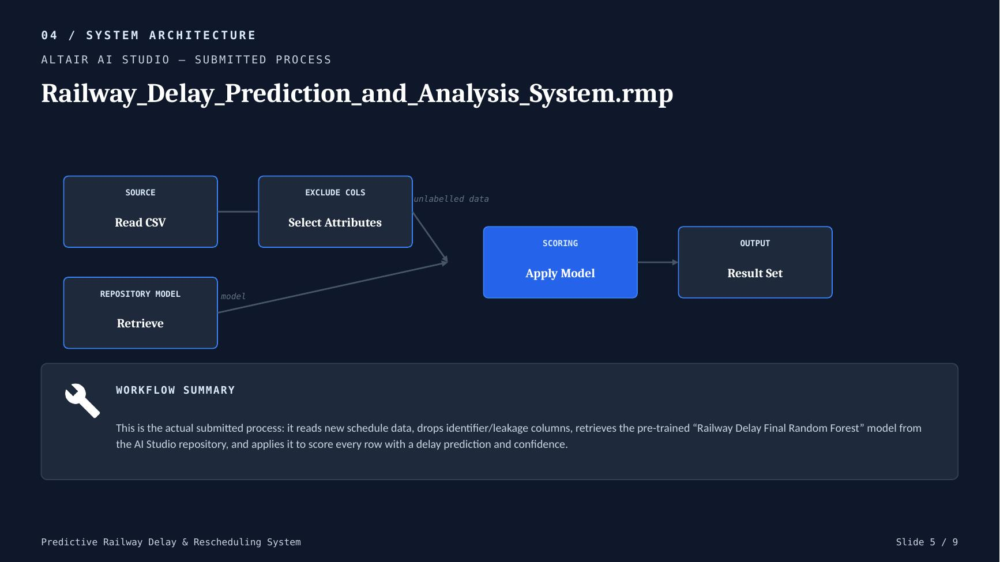 04 / SYSTEM ARCHITECTURE
ALTAIR AI STUDIO — SUBMITTED PROCESS
Railway_Delay_Prediction_and_Analysis_System.rmp
SOURCE
Read CSV
EXCLUDE COLS
Select Attributes
unlabelled data
SCORING
Apply Model
OUTPUT
Result Set
REPOSITORY MODEL
Retrieve
model
WORKFLOW SUMMARY
This is the actual submitted process: it reads new schedule data, drops identifier/leakage columns, retrieves the pre-trained “Railway Delay Final Random Forest” model from
the AI Studio repository, and applies it to score every row with a delay prediction and confidence.
Predictive Railway Delay & Rescheduling System
Slide 5 / 9